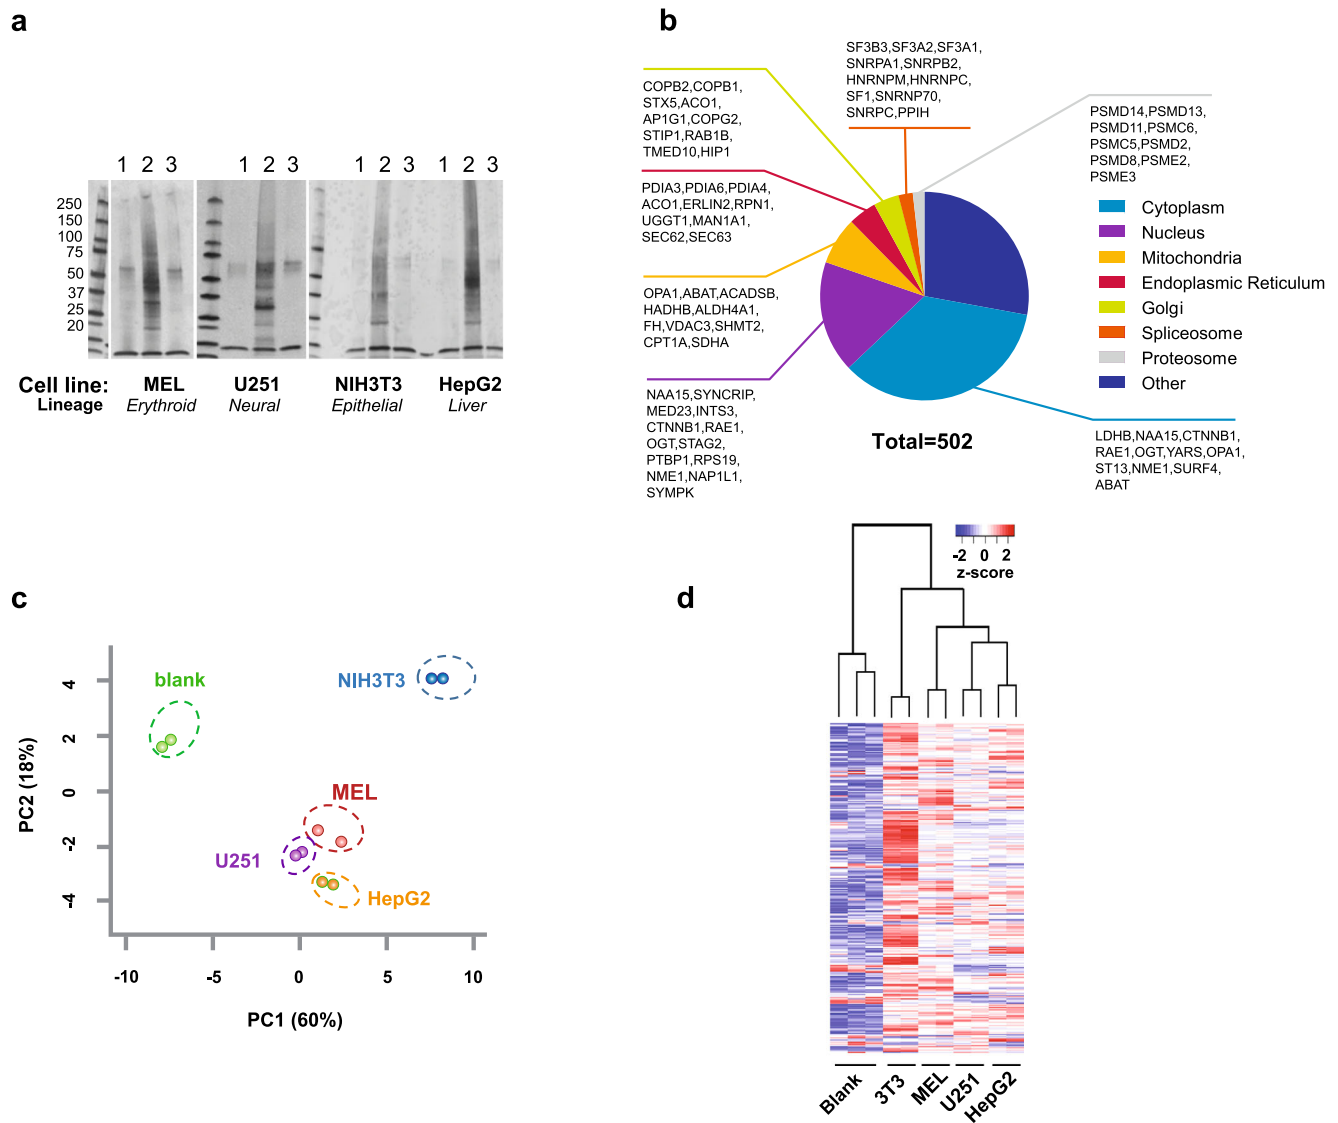 a
1 2 3 1 2 3 1 2 3 1 2 3
250
150
100
75
50
37
25
20
Cell line: MEL U251 NIH3T3 HepG2
Lineage Erythroid Neural Epithelial Liver
b
COPB2,COPB1,
STX5,ACO1,
AP1G1,COPG2,
STIP1,RAB1B,
TMED10,HIP1
SF3B3,SF3A2,SF3A1,
SNRPA1,SNRPB2,
HNRNPM,HNRNPC,
SF1,SNRNP70,
SNRPC,PPIH
PSMD14,PSMD13,
PSMD11,PSMC6,
PSMC5,PSMD2,
PSMD8,PSME2,
PSME3
PDIA3,PDIA6,PDIA4,
ACO1,ERLIN2,RPN1,
UGGT1,MAN1A1,
SEC62,SEC63
OPA1,ABAT,ACADSB,
HADHB,ALDH4A1,
FH,VDAC3,SHMT2,
CPT1A,SDHA
NAA15,SYNCRIP,
MED23,INTS3,
CTNNB1,RAE1,
OGT,STAG2,
PTBP1,RPS19,
NME1,NAP1L1,
SYMPK
Cytoplasm
Nucleus
Mitochondria
Endoplasmic Reticulum
Golgi
Spliceosome
Proteosome
Other
LDHB,NAA15,CTNNB1,
RAE1,OGT,YARS,OPA1,
ST13,NME1,SURF4,
ABAT
Total=502
c
PC2 (18%)
4
2
0
-2
-4
blank
NIH3T3
MEL
U251
HepG2
-10 -5 0 5 10
PC1 (60%)
d
-2 0 2
z-score
Blank
3T3
MEL
U251
HepG2